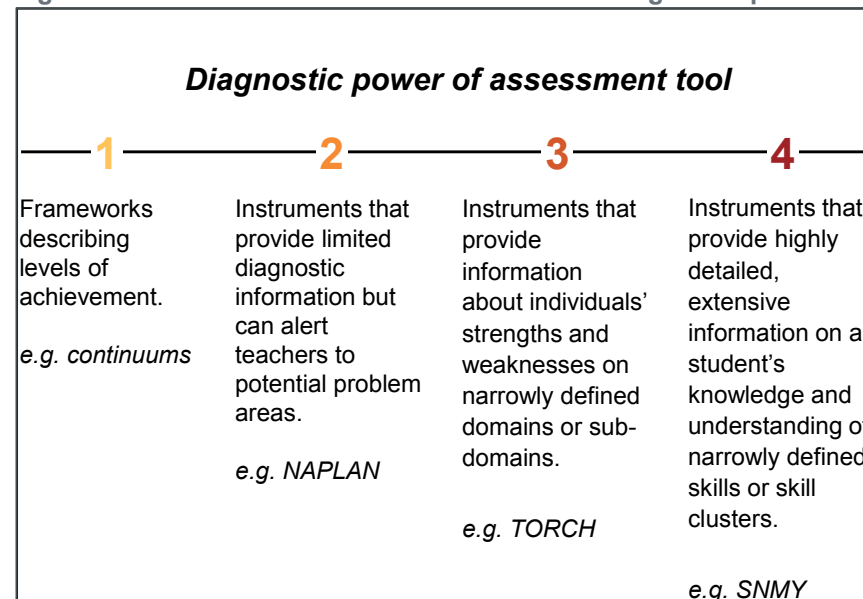 Diagnostic power of assessment tool
1 2 3 4
Frameworks
describing
levels of
achievement.
e.g. continuums
Instruments that
provide limited
diagnostic
information but
can alert
teachers to
potential problem
areas.
e.g. NAPLAN
Instruments that
provide
information
about individuals’
strengths and
weaknesses on
narrowly defined
domains or sub-
domains.
e.g. TORCH
Instruments that
provide highly
detailed,
extensive
information on a
student’s
knowledge and
understanding of
narrowly defined
skills or skill
clusters.
e.g. SNMY